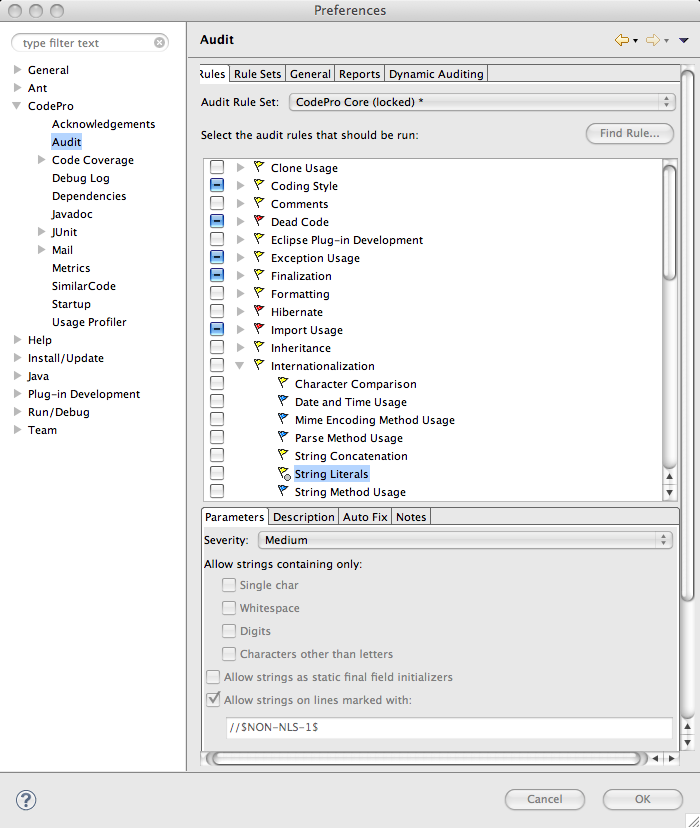 Preferences
type filter text
General
Ant
CodePro
Acknowledgements
Audit
Code Coverage
Debug Log
Dependencies
Javadoc
JUnit
Mail
Metrics
SimilarCode
Startup
Usage Profiler
Help
Install/Update
Java
Plug-in Development
Run/Debug
Team
Audit
Rules Rule Sets General Reports Dynamic Auditing
Audit Rule Set: CodePro Core (locked) *
Select the audit rules that should be run: Find Rule...
Clone Usage
Coding Style
Comments
Dead Code
Eclipse Plug-in Development
Exception Usage
Finalization
Formatting
Hibernate
Import Usage
Inheritance
Internationalization
Character Comparison
Date and Time Usage
Mime Encoding Method Usage
Parse Method Usage
String Concatenation
String Literals
String Method Usage
Parameters Description Auto Fix Notes
Severity: Medium
Allow strings containing only:
Single char
Whitespace
Digits
Characters other than letters
Allow strings as static final field initializers
Allow strings on lines marked with:
//$NON-NLS-1$
? Cancel OK